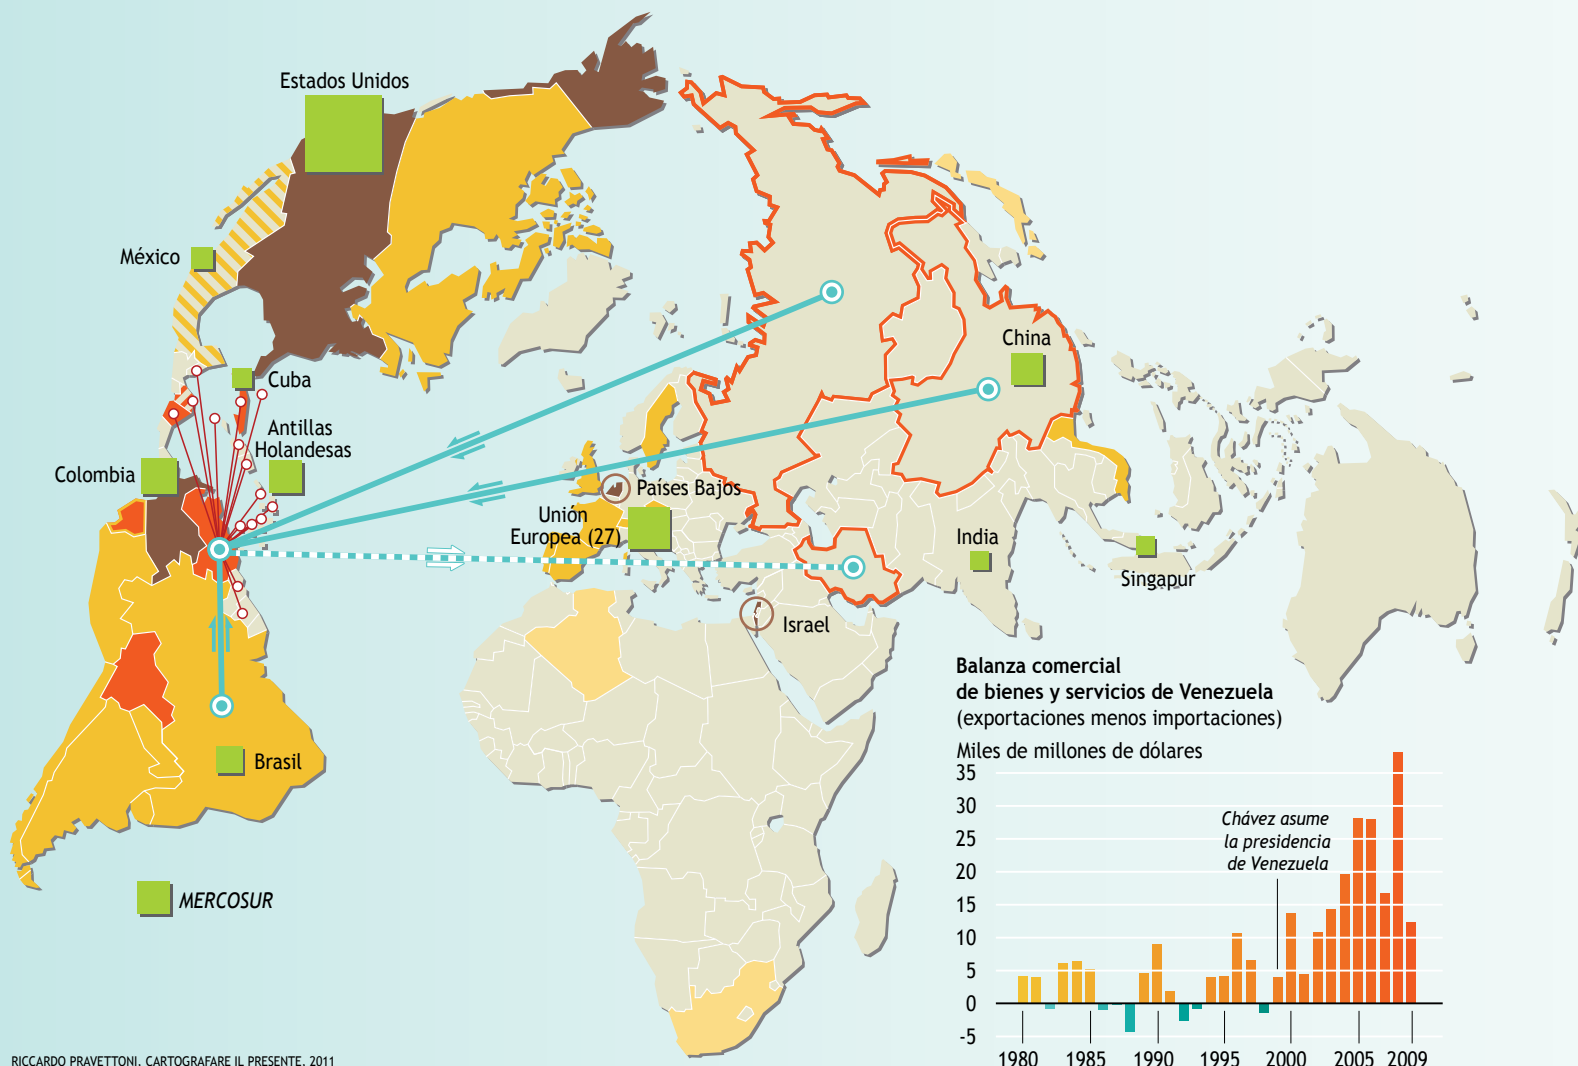 Estados Unidos
México
Cuba
Antillas
Holandesas
Colombia
China
Países Bajos
Unión
Europea (27)
India
Singapur
Israel
Brasil
MERCOSUR
Balanza comercial
de bienes y servicios de Venezuela
(exportaciones menos importaciones)
Miles de millones de dólares
35
30
25
20
15
10
5
0
-5
Chávez asume
la presidencia
de Venezuela
1980 1985 1990 1995 2000 2005 2009
RICCARDO PRAVETTONI, CARTOGRAFARE IL PRESENTE, 2011